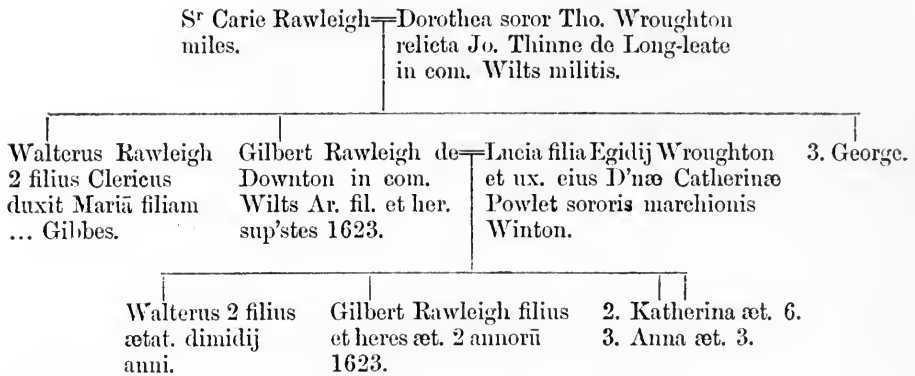 Sr Carie Rawleigh
miles.
Dorothea soror Tho. Wroughton
relicta Jo. Thinne de Long-leate
in com. Wilts militis.
Walterus Rawleigh
2 filius Clericus
duxit Mariā filiam
... Gibbes.
Gilbert Rawleigh de
Downton in com.
Wilts Ar. fil. et her.
sup'stes 1623.
Lucia filia Egidij Wroughton
et ux. eius D'næ Catherinæ
Powlet sororis marchionis
Winton.
3. George.
Walterus 2 filius
ætat. dimidij
anni.
Gilbert Rawleigh filius
et heres æt. 2 annorū
1623.
2. Katherina æt. 6.
3. Anna æt. 3.